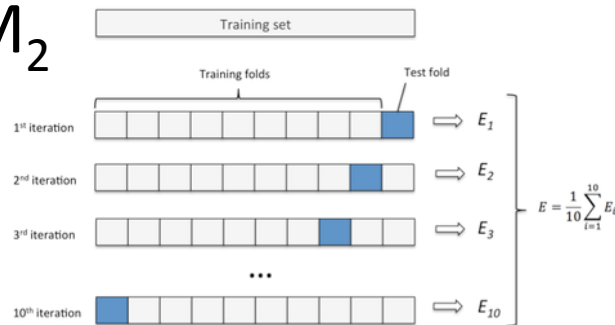 M₂
Training set
Training folds
Test fold
1st iteration
E₁
2nd iteration
E₂
E = 1/10 ∑_{i=1}^{10} E_i
3rd iteration
E₃
...
10th iteration
E₁₀